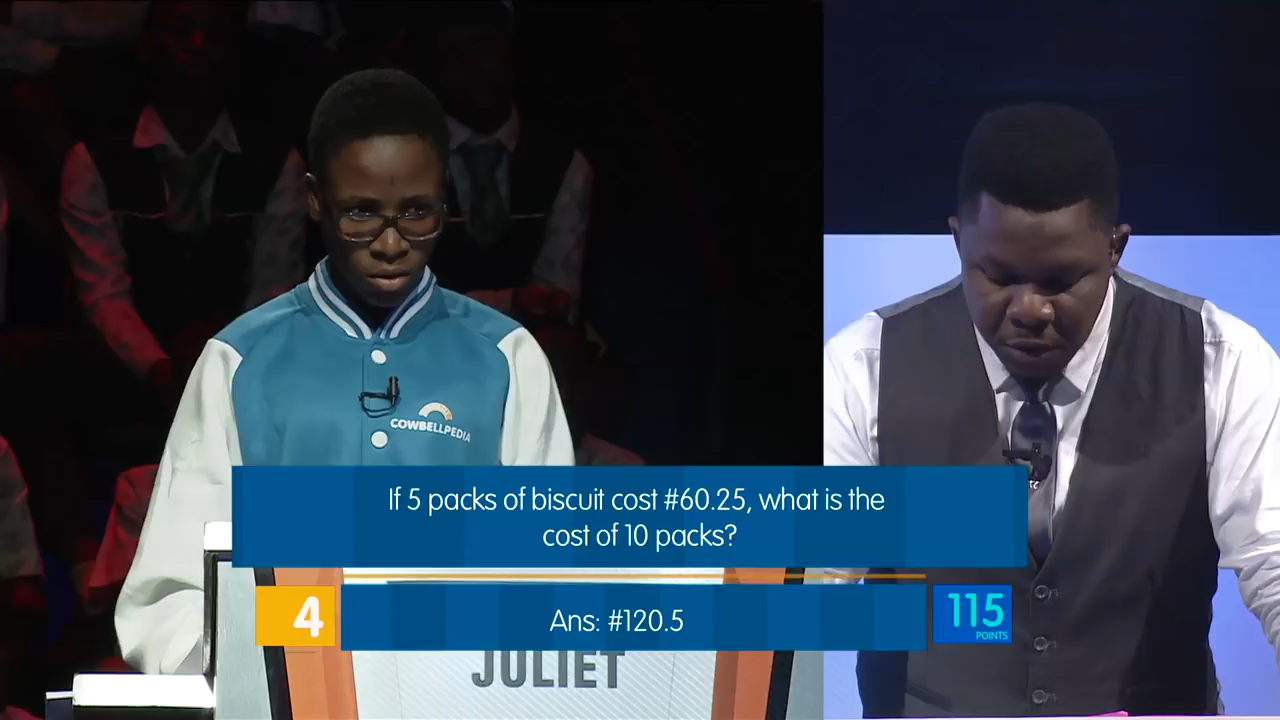 COWBELLPEDIA
If 5 packs of biscuit cost #60.25, what is the
cost of 10 packs?
4
Ans: #120.5
115
POINTS
JULIET